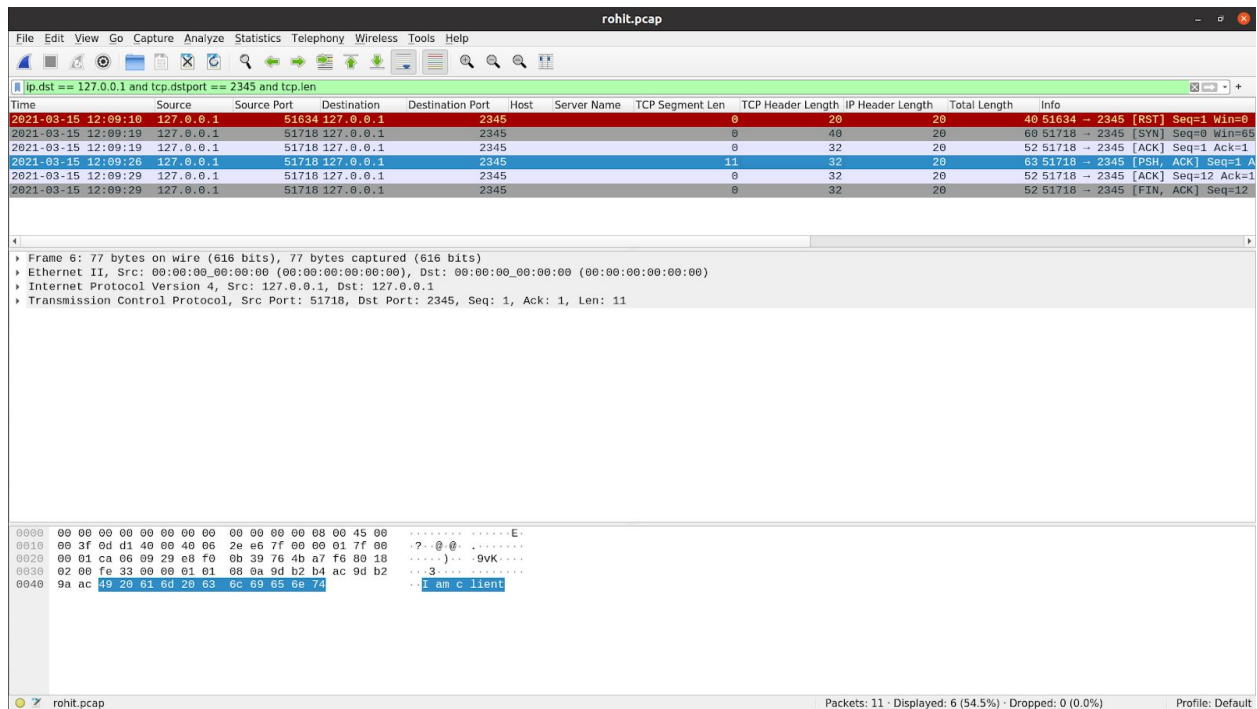 rohit.pcap
File Edit View Go Capture Analyze Statistics Telephony Wireless Tools Help
ip.dst == 127.0.0.1 and tcp.dstport == 2345 and tcp.len
Time Source Source Port Destination Destination Port Host Server Name TCP Segment Len TCP Header Length IP Header Length Total Length Info
2021-03-15 12:09:10 127.0.0.1 51634 127.0.0.1 2345 0 20 20 40 51634 → 2345 [RST] Seq=1 Win=0
2021-03-15 12:09:19 127.0.0.1 51718 127.0.0.1 2345 0 40 20 60 51718 → 2345 [SYN] Seq=0 Win=65
2021-03-15 12:09:19 127.0.0.1 51718 127.0.0.1 2345 0 32 20 52 51718 → 2345 [ACK] Seq=1 Ack=1
2021-03-15 12:09:26 127.0.0.1 51718 127.0.0.1 2345 11 32 20 63 51718 → 2345 [PSH, ACK] Seq=1 A
2021-03-15 12:09:29 127.0.0.1 51718 127.0.0.1 2345 0 32 20 52 51718 → 2345 [ACK] Seq=12 Ack=1
2021-03-15 12:09:29 127.0.0.1 51718 127.0.0.1 2345 0 32 20 52 51718 → 2345 [FIN, ACK] Seq=12
Frame 6: 77 bytes on wire (616 bits), 77 bytes captured (616 bits)
Ethernet II, Src: 00:00:00_00:00:00 (00:00:00:00:00:00), Dst: 00:00:00_00:00:00 (00:00:00:00:00:00)
Internet Protocol Version 4, Src: 127.0.0.1, Dst: 127.0.0.1
Transmission Control Protocol, Src Port: 51718, Dst Port: 2345, Seq: 1, Ack: 1, Len: 11
0000 00 00 00 00 00 00 00 00 00 00 00 00 08 00 45 00 ········ ······E·
0010 00 3f 0d d1 40 00 40 06 2e e6 7f 00 00 01 7f 00 ·?··@·@· .·······
0020 00 01 ca 06 09 29 e8 f0 0b 39 76 4b a7 f6 80 18 ·····)·· ·9vK····
0030 02 00 fe 33 00 00 01 01 08 0a 9d b2 b4 ac 9d b2 ···3···· ········
0040 9a ac 49 20 61 6d 20 63 6c 69 65 6e 74 ··I am c lient
rohit.pcap Packets: 11 · Displayed: 6 (54.5%) · Dropped: 0 (0.0%) Profile: Default